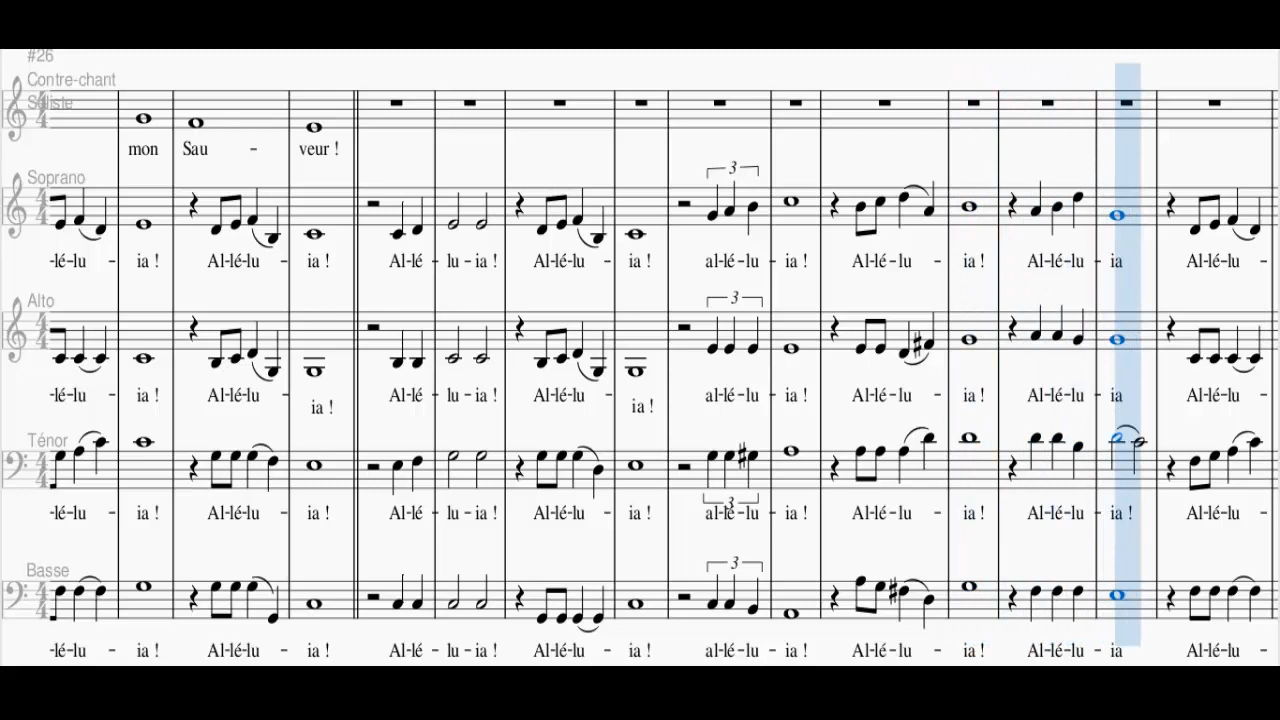 #26
Contre-chant
Soliste
mon Sau - veur !
Soprano
-lé-lu - ia ! Al-lé-lu - ia ! Al-lé - lu - ia ! Al-lé-lu - ia ! al-lé-lu - ia ! Al-lé-lu - ia ! Al-lé-lu - ia Al-lé-lu -
3
Alto
3
-lé-lu - ia ! Al-lé-lu - ia ! Al-lé - lu - ia ! Al-lé-lu - ia ! al-lé-lu - ia ! Al-lé-lu - ia ! Al-lé-lu - ia Al-lé-lu -
Ténor
3
-lé-lu - ia ! Al-lé-lu - ia ! Al-lé - lu - ia ! Al-lé-lu - ia ! al-lé-lu - ia ! Al-lé-lu - ia ! Al-lé-lu - ia ! Al-lé-lu -
Basse
3
-lé-lu - ia ! Al-lé-lu - ia ! Al-lé - lu - ia ! Al-lé-lu - ia ! al-lé-lu - ia ! Al-lé-lu - ia ! Al-lé-lu - ia Al-lé-lu -